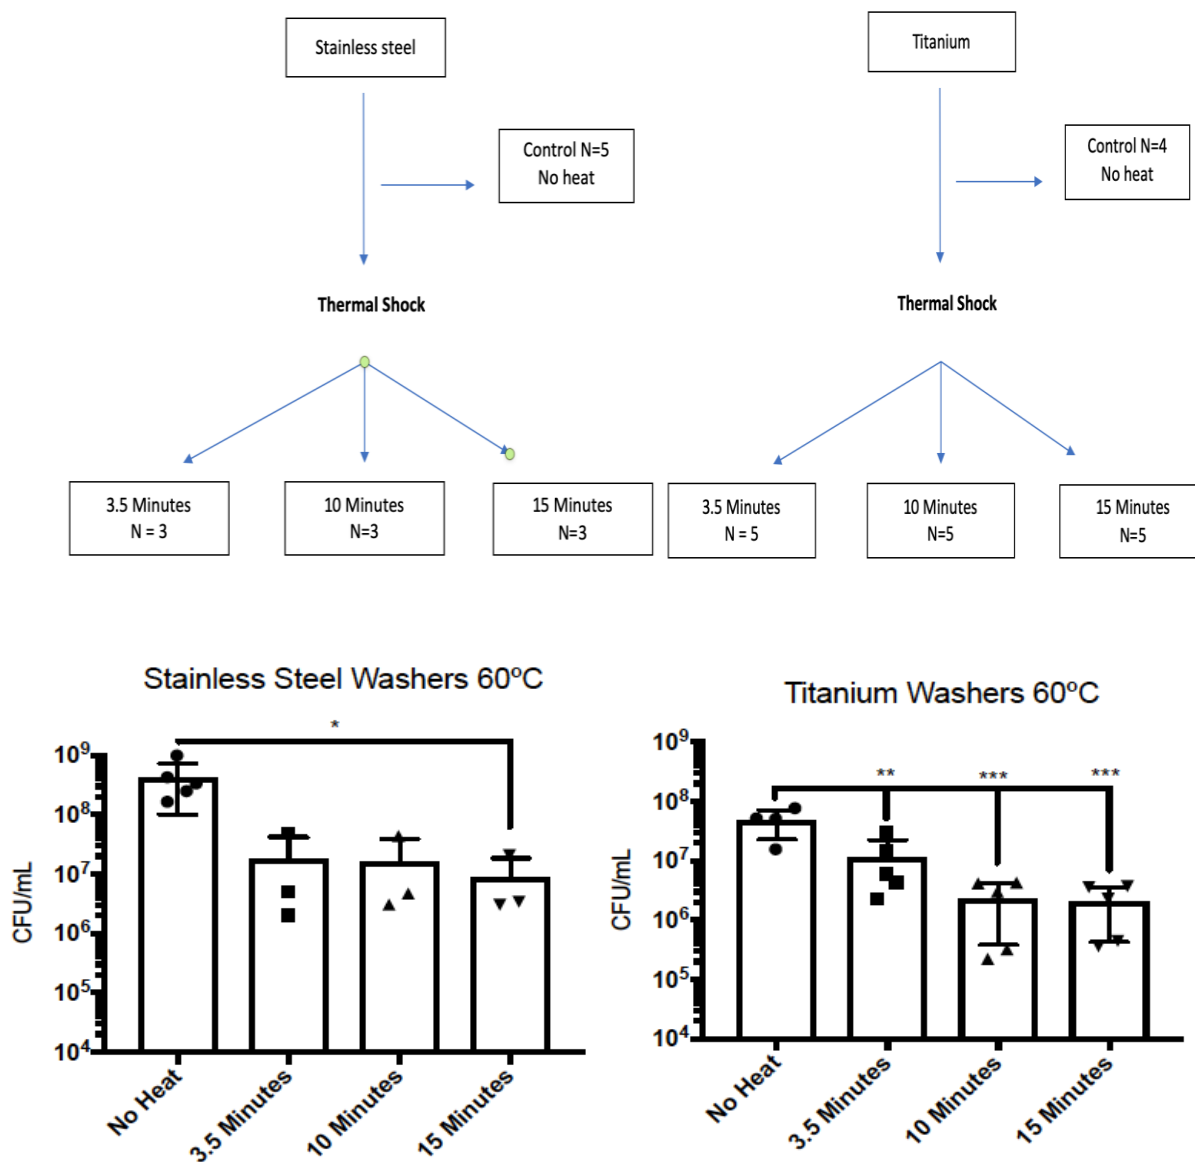 Stainless steel
Titanium
Control N=5
No heat
Control N=4
No heat
Thermal Shock
Thermal Shock
3.5 Minutes
N = 3
10 Minutes
N=3
15 Minutes
N=3
3.5 Minutes
N = 5
10 Minutes
N=5
15 Minutes
N=5
Stainless Steel Washers 60ºC
*
CFU/mL
10⁹
10⁸
10⁷
10⁶
10⁵
10⁴
No Heat
3.5 Minutes
10 Minutes
15 Minutes
Titanium Washers 60ºC
**
***
***
CFU/mL
10⁹
10⁸
10⁷
10⁶
10⁵
10⁴
No Heat
3.5 Minutes
10 Minutes
15 Minutes